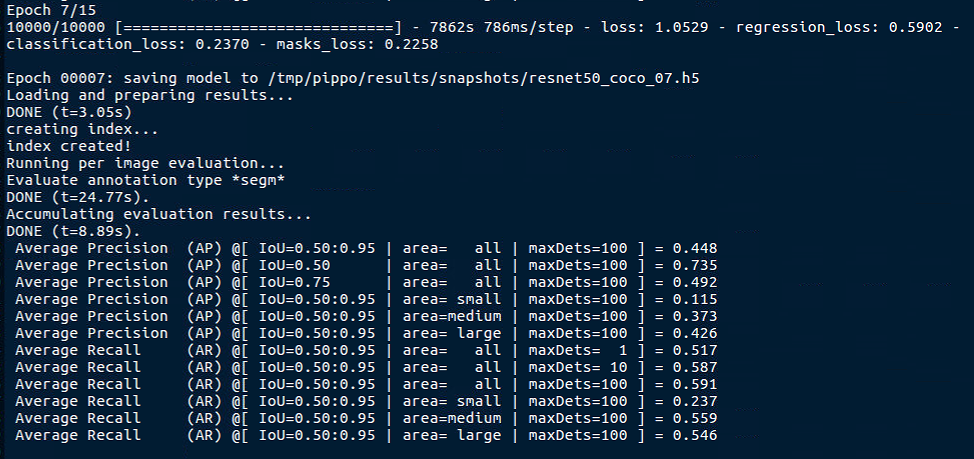 Epoch 7/15
10000/10000 [==============================] - 7862s 786ms/step - loss: 1.0529 - regression_loss: 0.5902 -
classification_loss: 0.2370 - masks_loss: 0.2258
Epoch 00007: saving model to /tmp/pippo/results/snapshots/resnet50_coco_07.h5
Loading and preparing results...
DONE (t=3.05s)
creating index...
index created!
Running per image evaluation...
Evaluate annotation type *segm*
DONE (t=24.77s).
Accumulating evaluation results...
DONE (t=8.89s).
 Average Precision  (AP) @[ IoU=0.50:0.95 | area=   all | maxDets=100 ] = 0.448
 Average Precision  (AP) @[ IoU=0.50      | area=   all | maxDets=100 ] = 0.735
 Average Precision  (AP) @[ IoU=0.75      | area=   all | maxDets=100 ] = 0.492
 Average Precision  (AP) @[ IoU=0.50:0.95 | area= small | maxDets=100 ] = 0.115
 Average Precision  (AP) @[ IoU=0.50:0.95 | area=medium | maxDets=100 ] = 0.373
 Average Precision  (AP) @[ IoU=0.50:0.95 | area= large | maxDets=100 ] = 0.426
 Average Recall     (AR) @[ IoU=0.50:0.95 | area=   all | maxDets=  1 ] = 0.517
 Average Recall     (AR) @[ IoU=0.50:0.95 | area=   all | maxDets= 10 ] = 0.587
 Average Recall     (AR) @[ IoU=0.50:0.95 | area=   all | maxDets=100 ] = 0.591
 Average Recall     (AR) @[ IoU=0.50:0.95 | area= small | maxDets=100 ] = 0.237
 Average Recall     (AR) @[ IoU=0.50:0.95 | area=medium | maxDets=100 ] = 0.559
 Average Recall     (AR) @[ IoU=0.50:0.95 | area= large | maxDets=100 ] = 0.546